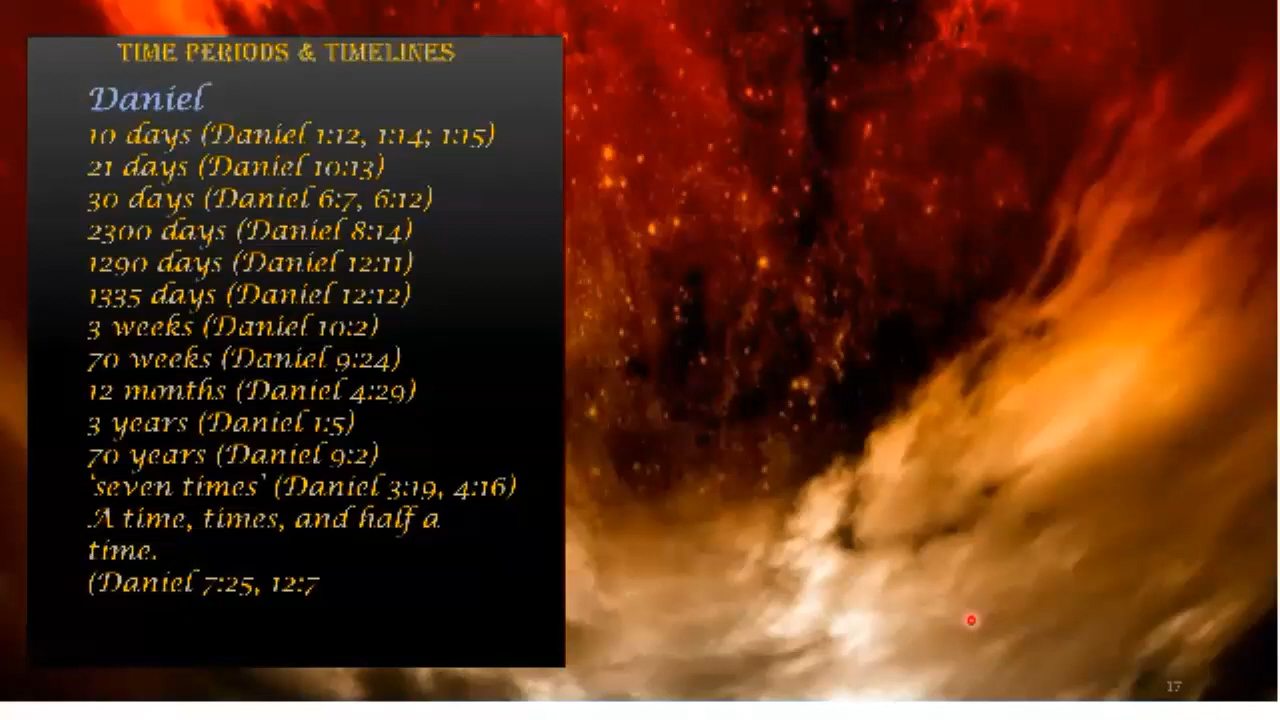 TIME PERIODS & TIMELINES
Daniel
10 days (Daniel 1:12, 1:14; 1:15)
21 days (Daniel 10:13)
30 days (Daniel 6:7, 6:12)
2300 days (Daniel 8:14)
1290 days (Daniel 12:11)
1335 days (Daniel 12:12)
3 weeks (Daniel 10:2)
70 weeks (Daniel 9:24)
12 months (Daniel 4:29)
3 years (Daniel 1:5)
70 years (Daniel 9:2)
'seven times' (Daniel 3:19, 4:16)
A time, times, and half a
time.
(Daniel 7:25, 12:7
17